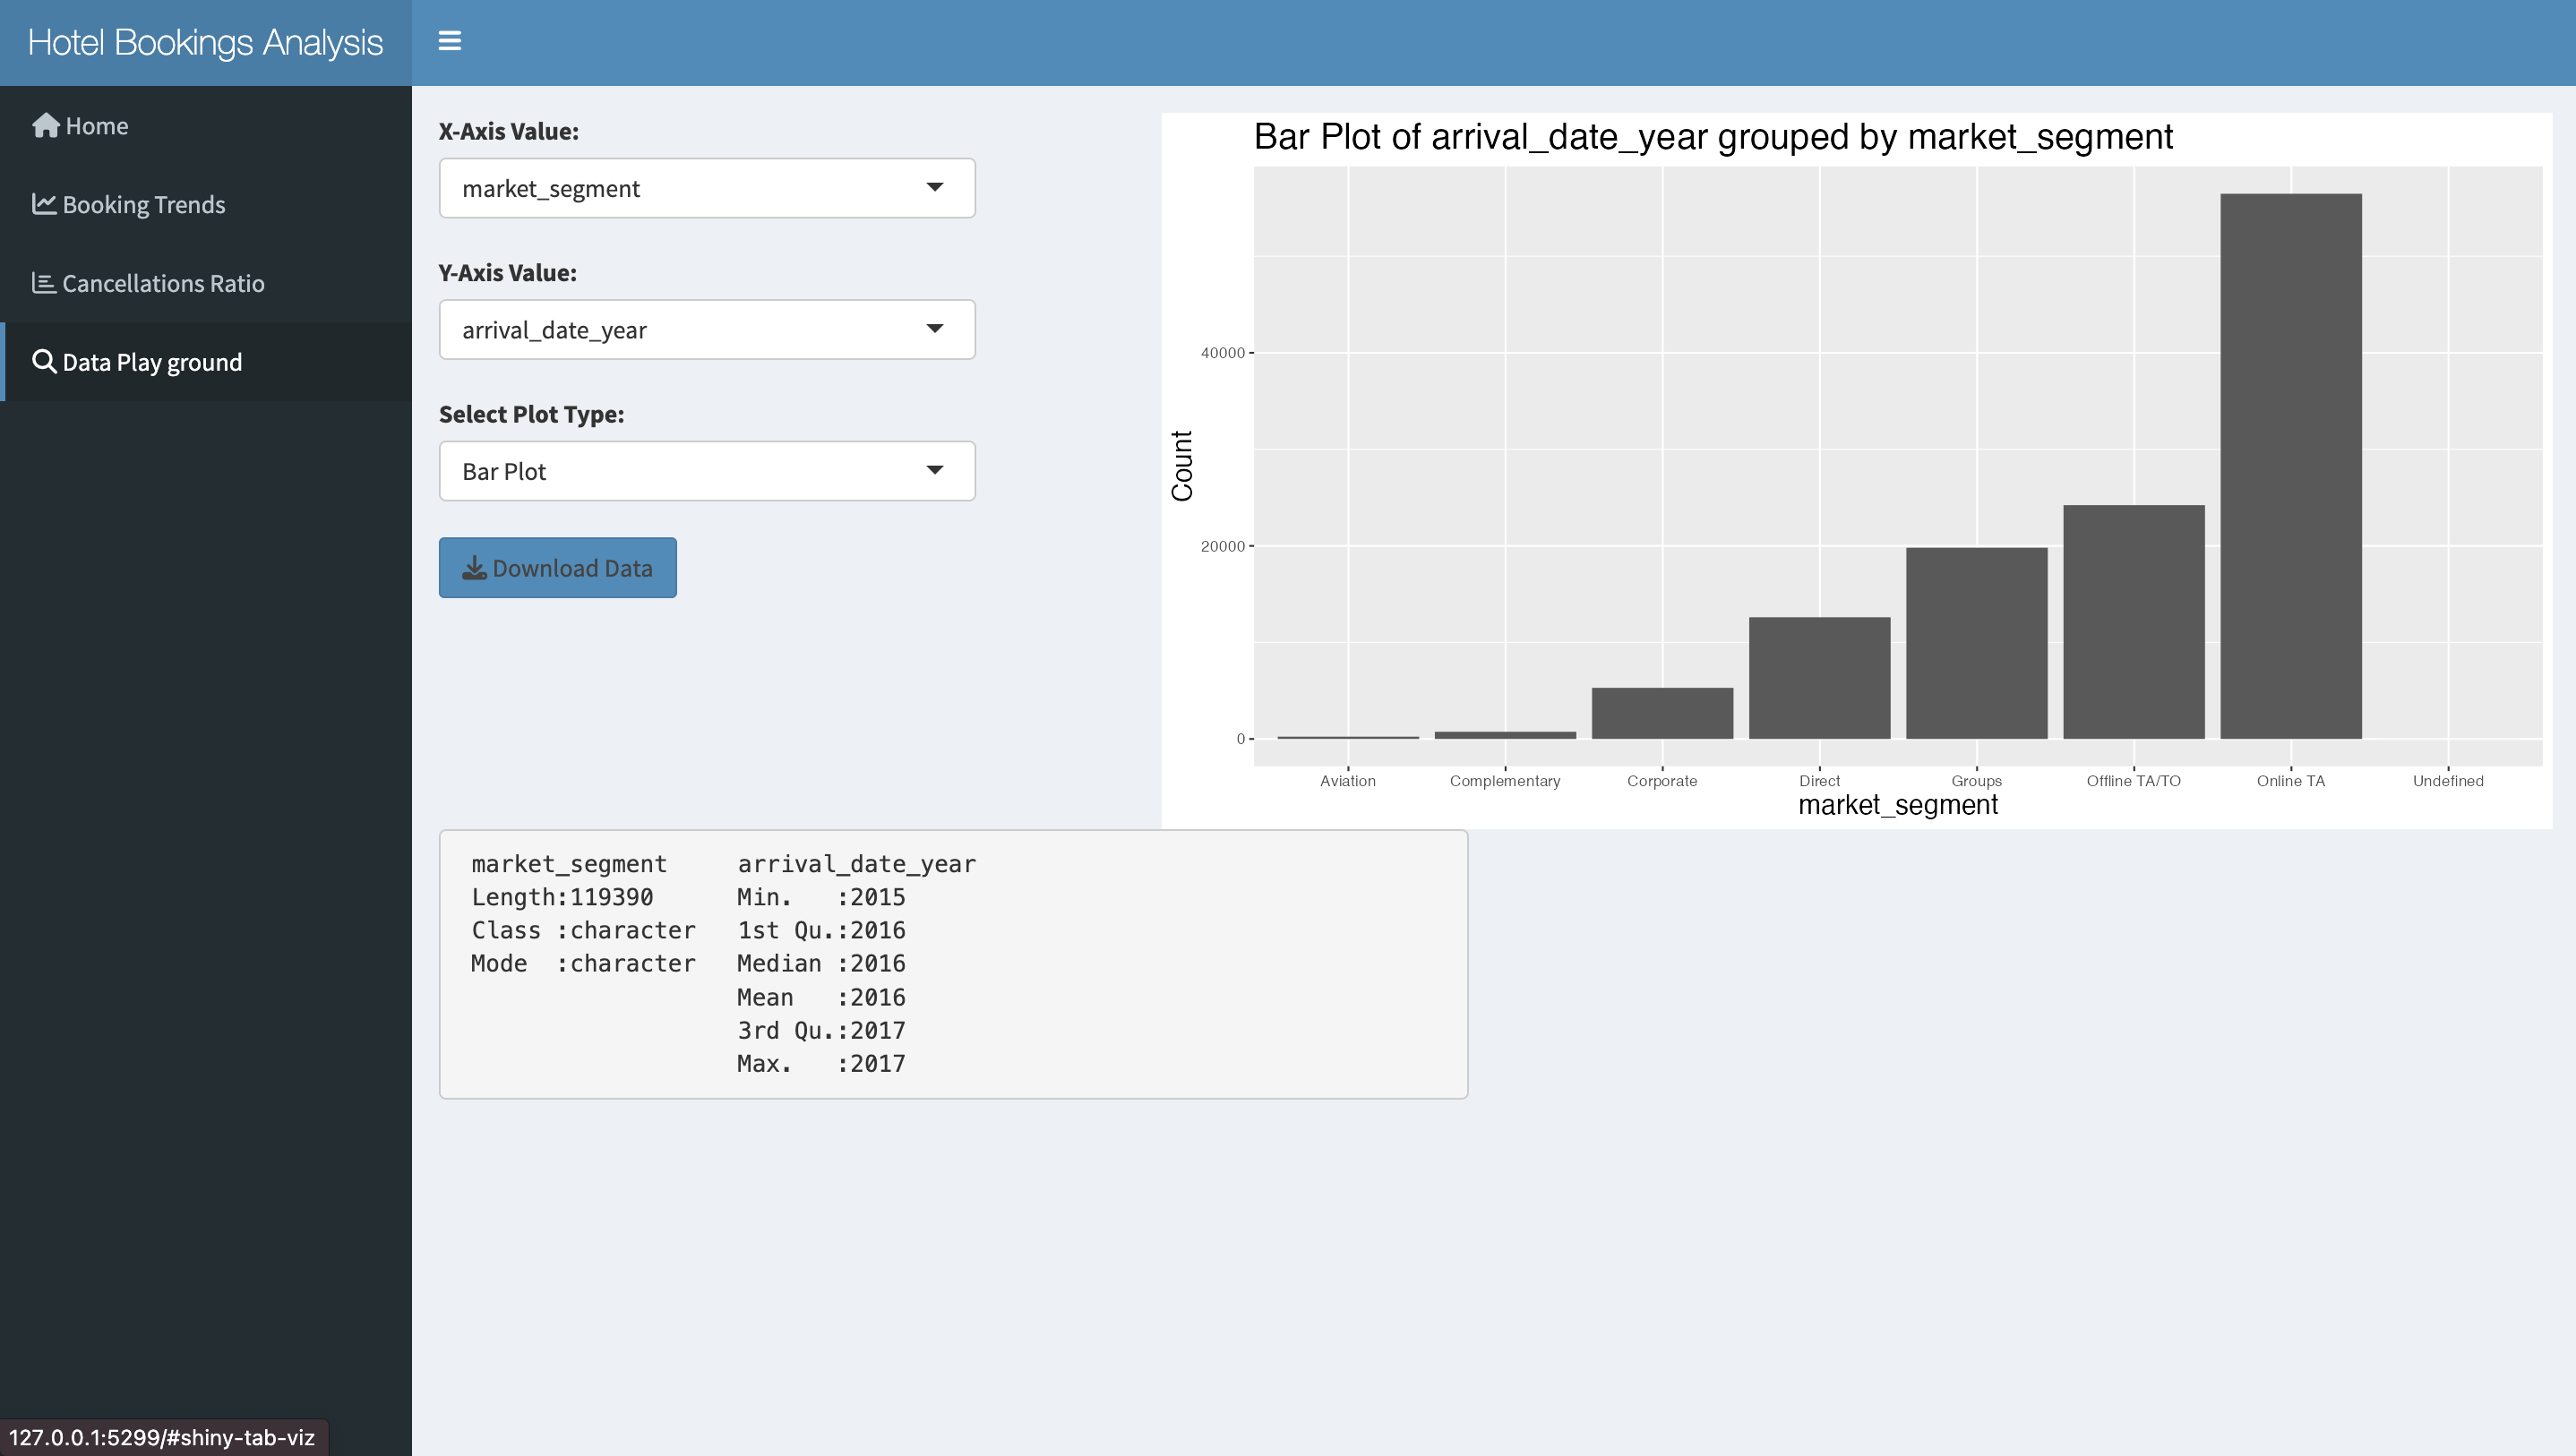 Hotel Bookings Analysis
Home
Booking Trends
Cancellations Ratio
Data Play ground
X-Axis Value:
market_segment
Y-Axis Value:
arrival_date_year
Select Plot Type:
Bar Plot
Download Data
Bar Plot of arrival_date_year grouped by market_segment
Count
40000
20000
0
Aviation Complementary Corporate Direct Groups Offline TA/TO Online TA Undefined
market_segment
market_segment arrival_date_year
Length:119390 Min. :2015
Class :character 1st Qu.:2016
Mode :character Median :2016
Mean :2016
3rd Qu.:2017
Max. :2017
127.0.0.1:5299/#shiny-tab-viz